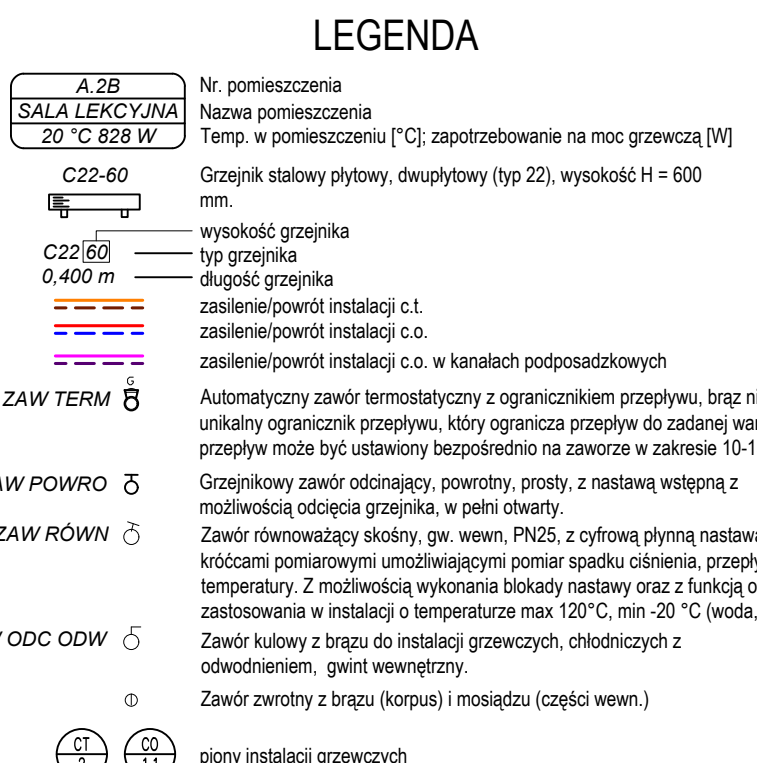 LEGENDA
A.2B
Nr. pomieszczenia
SALA LEKCYJNA
Nazwa pomieszczenia
20 °C 828 W
Temp. w pomieszczeniu [°C]; zapotrzebowanie na moc grzewczą [W]
C22-60
Grzejnik stalowy płytowy, dwupłytowy (typ 22), wysokość H = 600
mm.
wysokość grzejnika
C22 60
typ grzejnika
0,400 m
długość grzejnika
zasilenie/powrót instalacji c.t.
zasilenie/powrót instalacji c.o.
zasilenie/powrót instalacji c.o. w kanałach podposadzkowych
ZAW TERM
G
Automatyczny zawór termostatyczny z ogranicznikiem przepływu, brąz
unikalny ogranicznik przepływu, który ogranicza przepływ do zadanej
przepływ może być ustawiony bezpośrednio na zaworze w zakresie 10-1
AW POWRO
Grzejnikowy zawór odcinający, powrotny, prosty, z nastawą wstępną z
możliwością odcięcia grzejnika, w pełni otwarty.
ZAW RÓWN
Zawór równoważący skośny, gw. wewn, PN25, z cyfrową płynną nastawą
króćcami pomiarowymi umożliwiającymi pomiar spadku ciśnienia,
temperatury. Z możliwością wykonania blokady nastawy oraz z funkcją
zastosowania w instalacji o temperaturze max 120°C, min -20 °C (woda,
ODC ODW
Zawór kulowy z brązu do instalacji grzewczych, chłodniczych z
odwodnieniem, gwint wewnętrzny.
Zawór zwrotny z brązu (korpus) i mosiądzu (części wewn.)
CT
CO
piony instalacji grzewczych